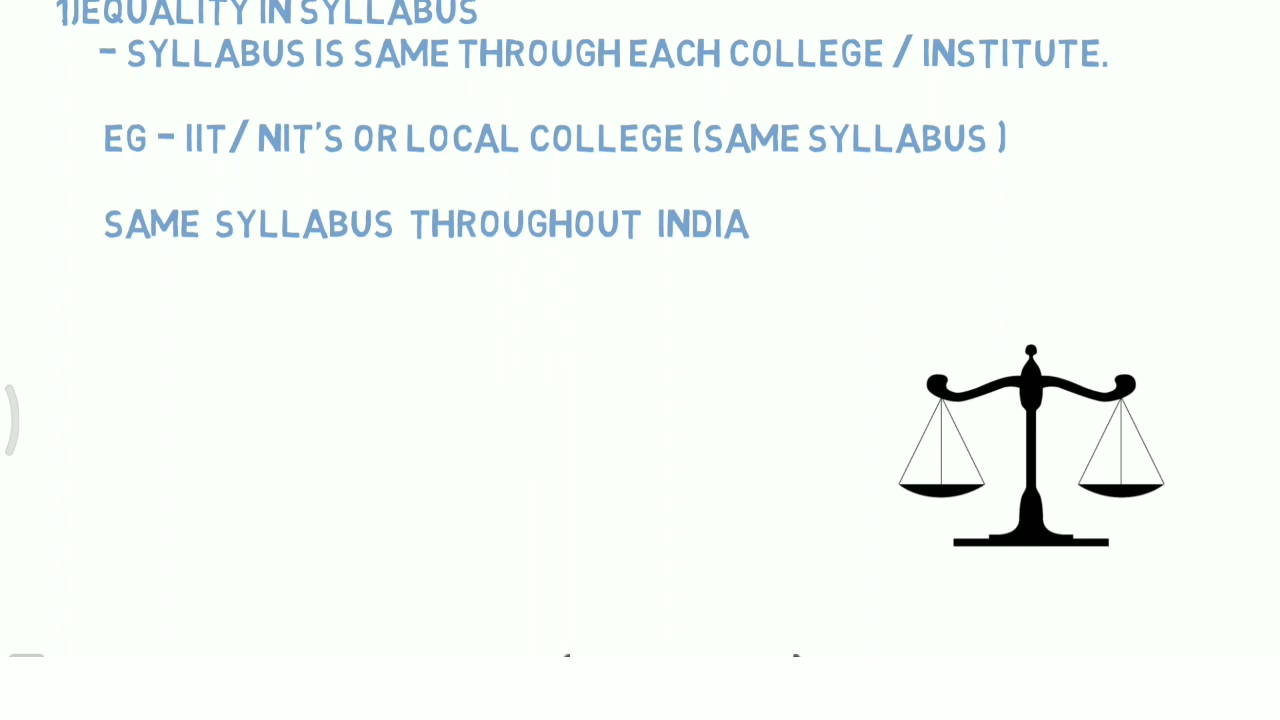 1)EQUALITY IN SYLLABUS
- SYLLABUS IS SAME THROUGH EACH COLLEGE / INSTITUTE.
EG - IIT/ NIT'S OR LOCAL COLLEGE (SAME SYLLABUS )
SAME SYLLABUS THROUGHOUT INDIA